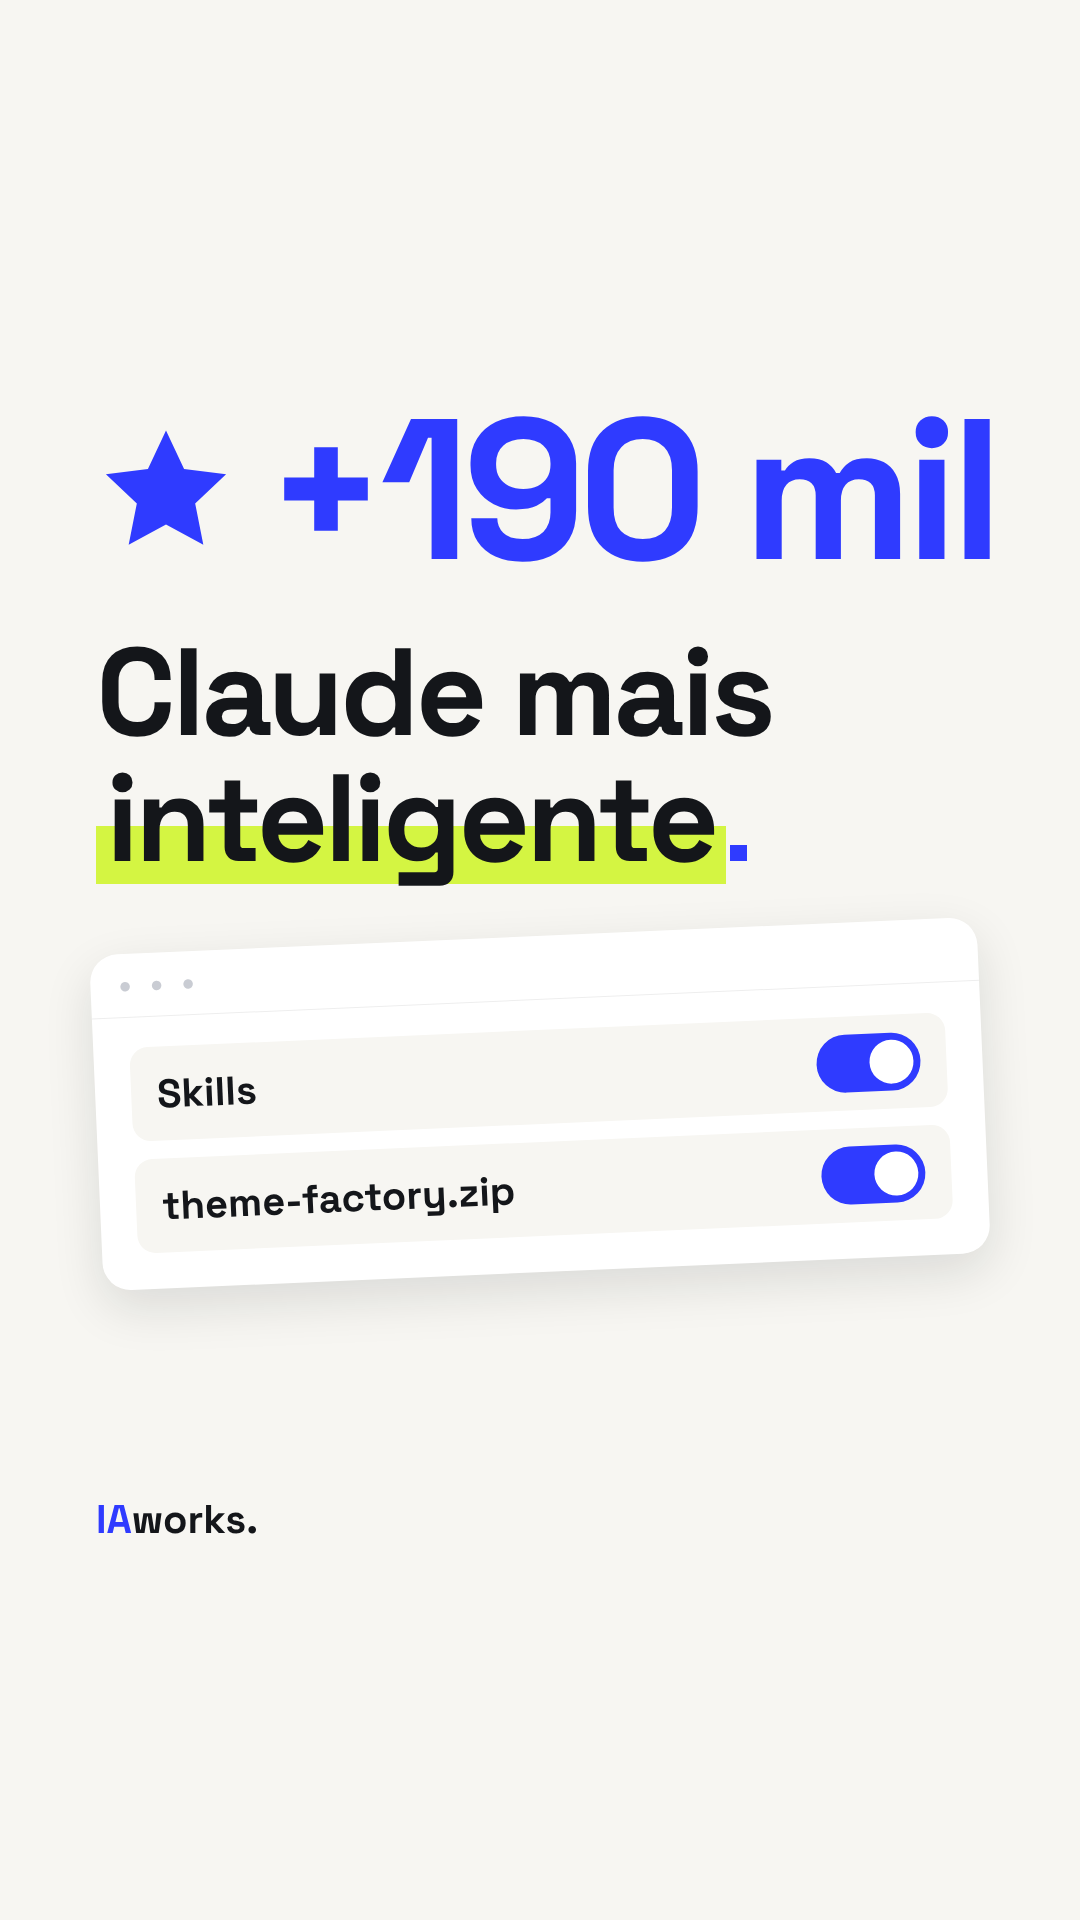 +190 mil
Claude mais
inteligente.
Skills
theme-factory.zip
IAworks.